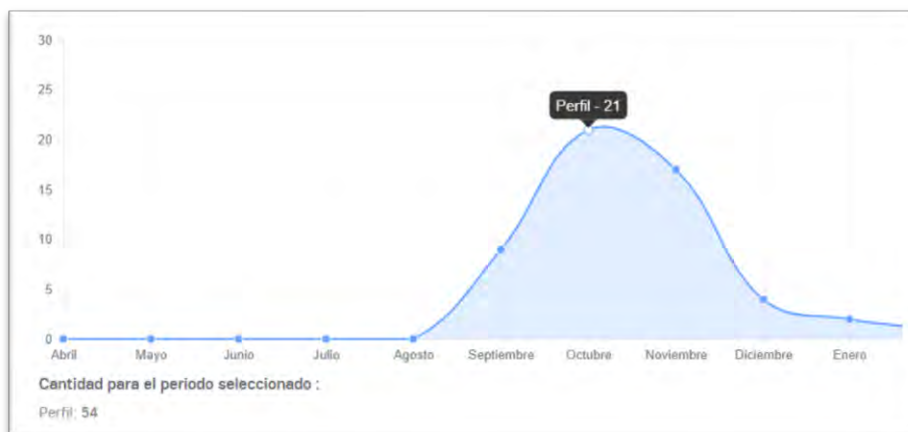 30
25
Perfil - 21
20
15
10
5
0
Abril Mayo Junio Julio Agosto Septiembre Octubre Noviembre Diciembre Enero
Cantidad para el periodo seleccionado :
Perfil: 54